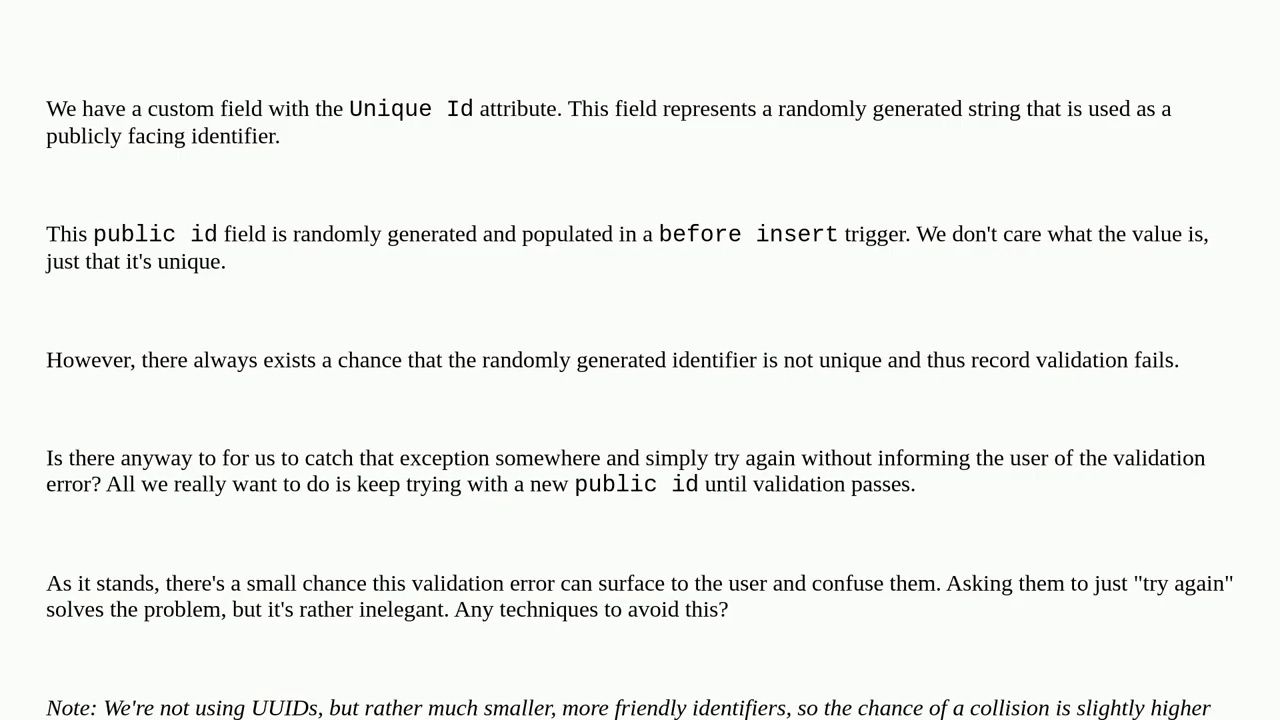 We have a custom field with the Unique Id attribute. This field represents a randomly generated string that is used as a
publicly facing identifier.
This public id field is randomly generated and populated in a before insert trigger. We don't care what the value is,
just that it's unique.
However, there always exists a chance that the randomly generated identifier is not unique and thus record validation fails.
Is there anyway to for us to catch that exception somewhere and simply try again without informing the user of the validation
error? All we really want to do is keep trying with a new public id until validation passes.
As it stands, there's a small chance this validation error can surface to the user and confuse them. Asking them to just "try again"
solves the problem, but it's rather inelegant. Any techniques to avoid this?
Note: We're not using UUIDs, but rather much smaller, more friendly identifiers, so the chance of a collision is slightly higher